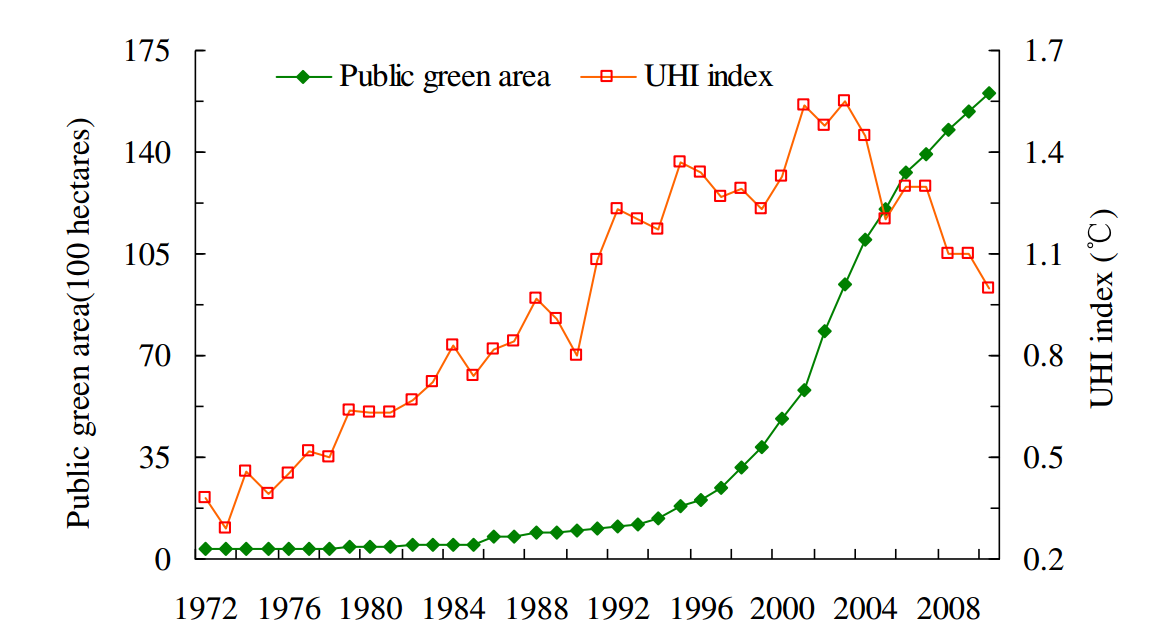 175
1.7
Public green area
UHI index
140
1.4
105
1.1
70
0.8
35
0.5
0
0.2
Public green area(100 hectares)
UHI index (℃)
1972 1976 1980 1984 1988 1992 1996 2000 2004 2008